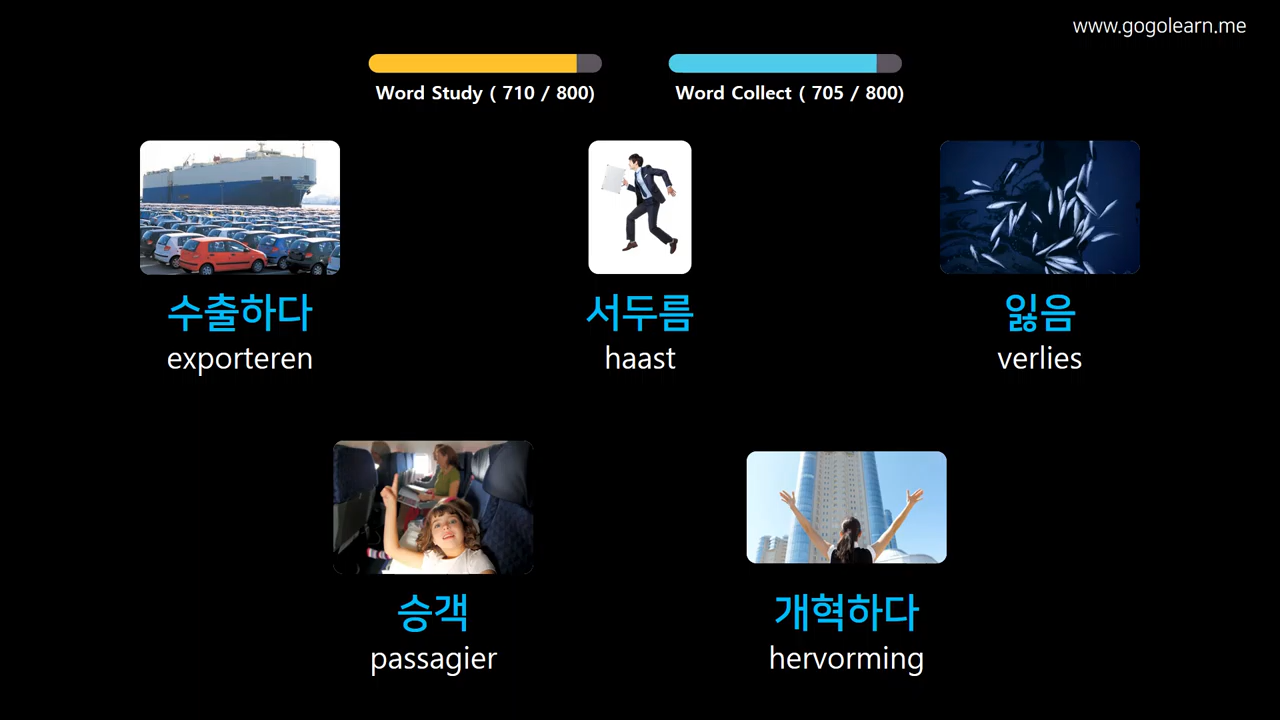 www.gogolearn.me
Word Study ( 710 / 800)
Word Collect ( 705 / 800)
수출하다
exporteren
서두름
haast
잃음
verlies
승객
passagier
개혁하다
hervorming